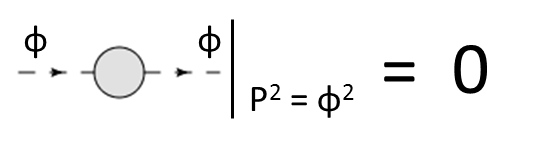 ϕ ϕ
P² = ϕ² = 0